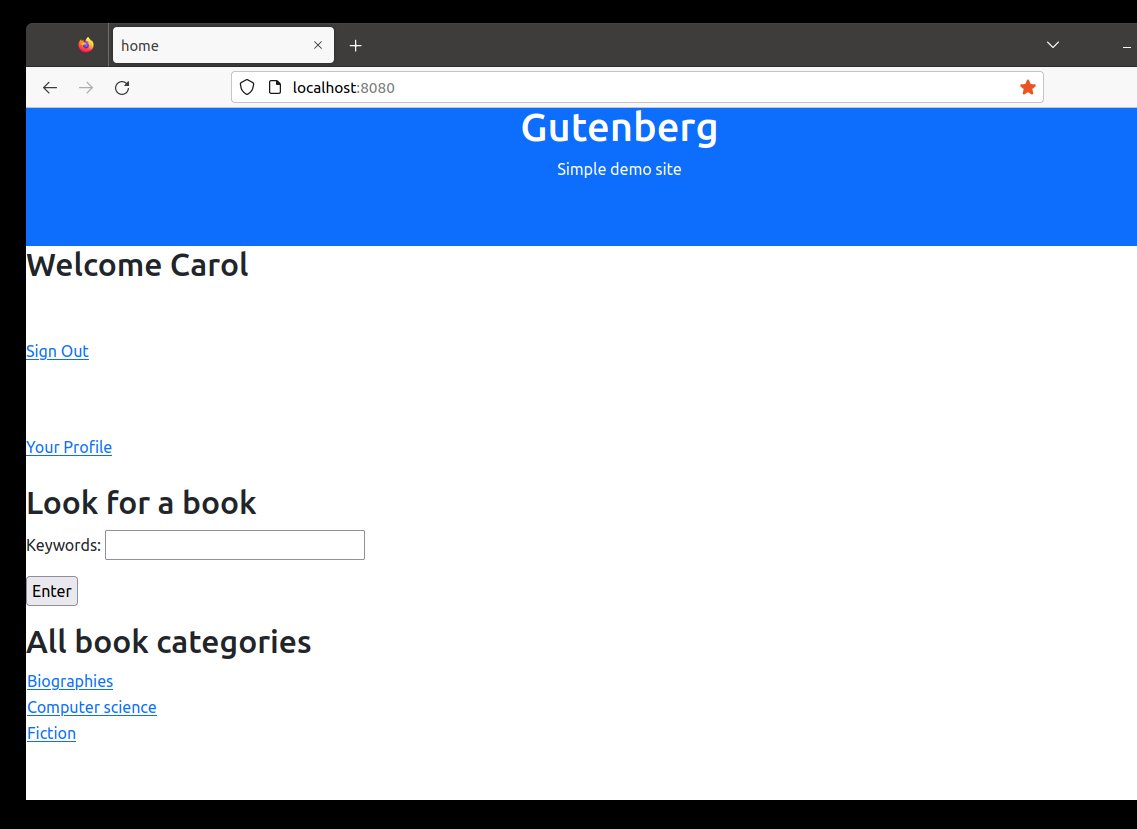 home
localhost:8080
Gutenberg
Simple demo site
Welcome Carol
Sign Out
Your Profile
Look for a book
Keywords:
Enter
All book categories
Biographies
Computer science
Fiction